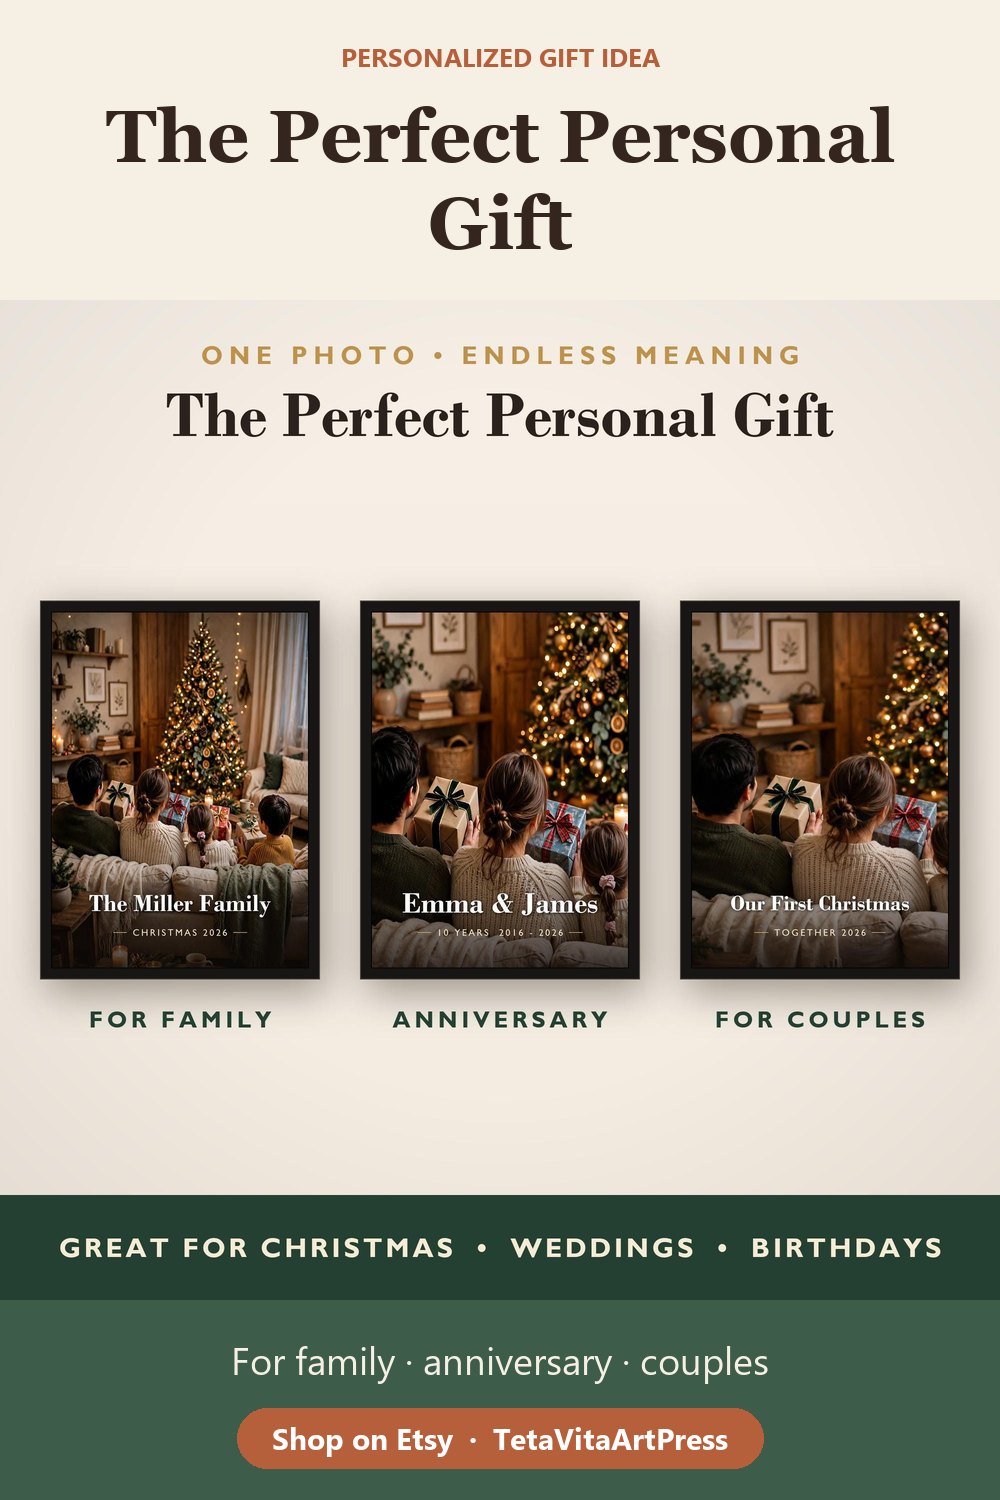 PERSONALIZED GIFT IDEA
The Perfect Personal
Gift
ONE PHOTO • ENDLESS MEANING
The Perfect Personal Gift
The Miller Family
CHRISTMAS 2026
Emma & James
10 YEARS 2016 - 2026
Our First Christmas
TOGETHER 2026
FOR FAMILY
ANNIVERSARY
FOR COUPLES
GREAT FOR CHRISTMAS • WEDDINGS • BIRTHDAYS
For family · anniversary · couples
Shop on Etsy · TetaVitaArtPress